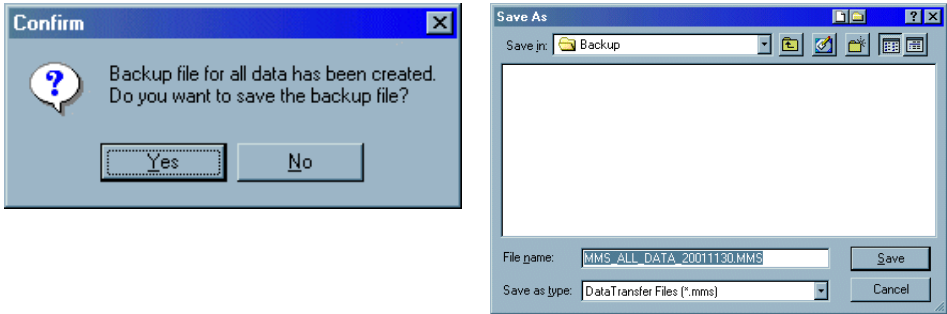 Confirm
Backup file for all data has been created.
Do you want to save the backup file?
Yes
No
Save As
Save in:
Backup
File name:
MMS_ALL_DATA_20011130.MMS
Save
Save as type:
DataTransfer Files (*.mms)
Cancel